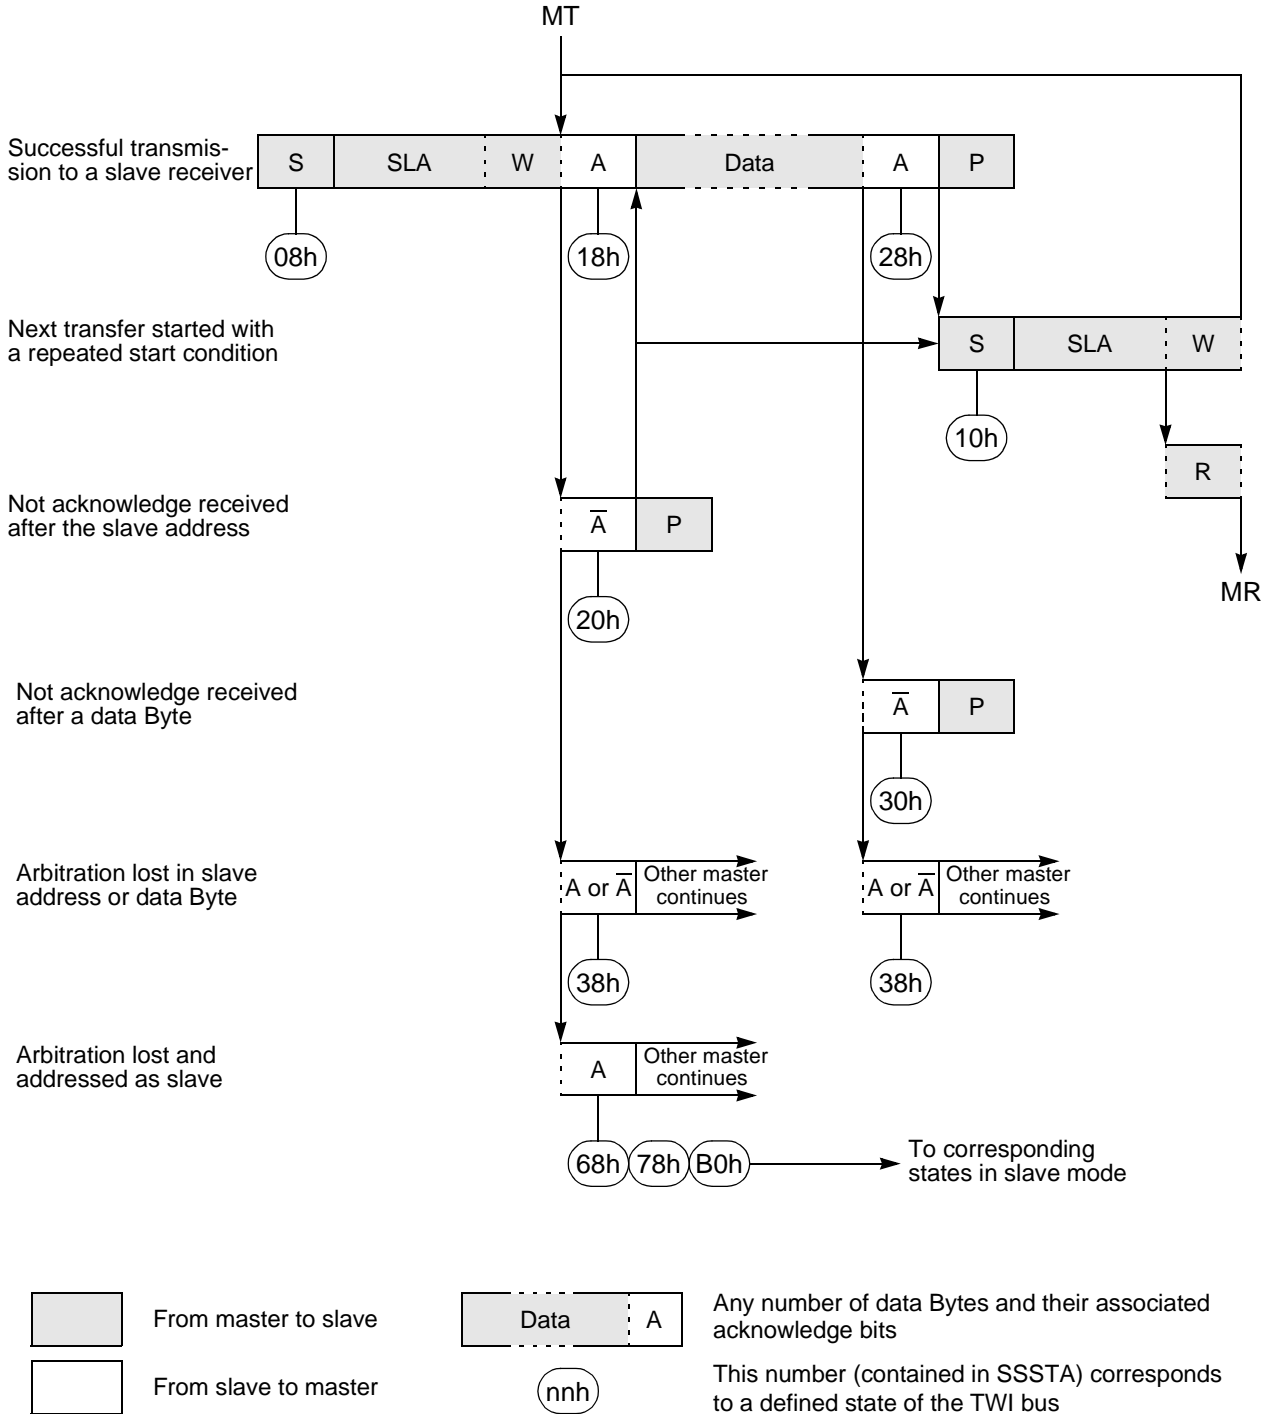 MT
Successful transmis-
sion to a slave receiver
S
SLA
W
A
Data
A
P
08h
18h
28h
Next transfer started with
a repeated start condition
S
SLA
W
10h
R
MR
Not acknowledge received
after the slave address
A̅
P
20h
Not acknowledge received
after a data Byte
A̅
P
30h
Arbitration lost in slave
address or data Byte
A or A̅
Other master
continues
A or A̅
Other master
continues
38h
38h
Arbitration lost and
addressed as slave
A
Other master
continues
68h
78h
B0h
To corresponding
states in slave mode
From master to slave
Data
A
Any number of data Bytes and their associated
acknowledge bits
From slave to master
nnh
This number (contained in SSSTA) corresponds
to a defined state of the TWI bus